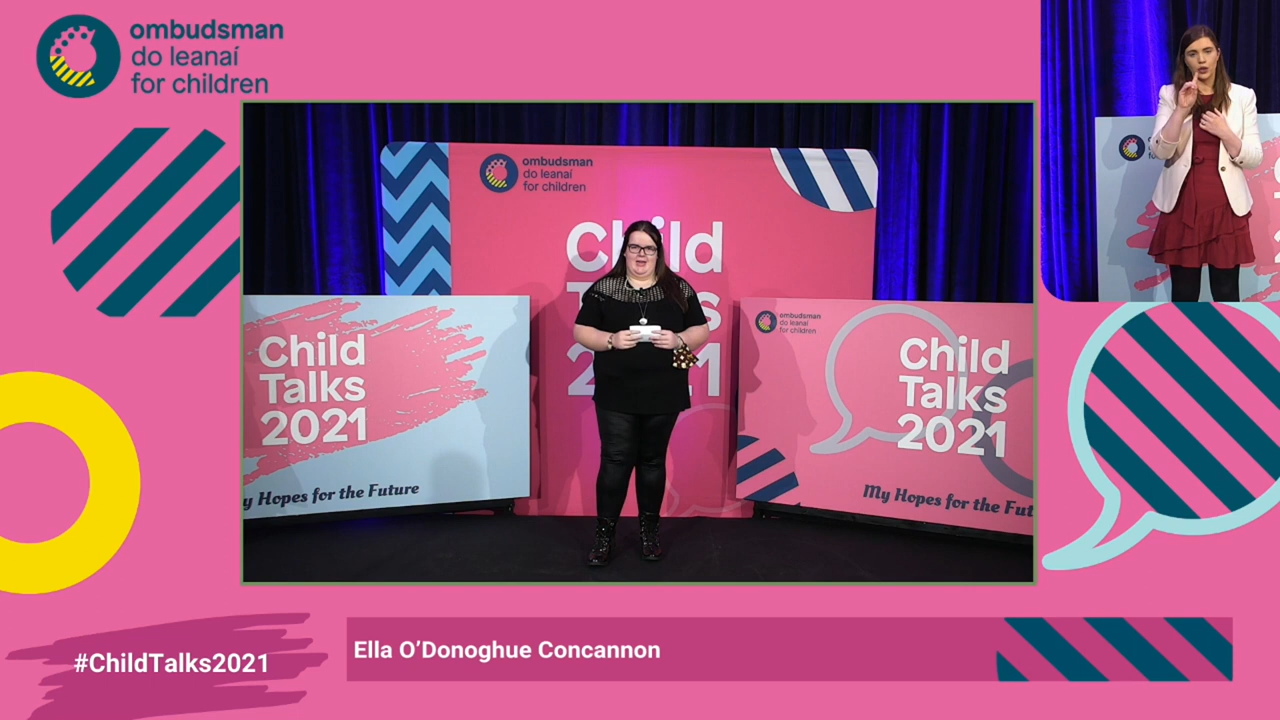 ombudsman
do leanaí
for children
ombudsman
do leanaí
for children
Child
Talks
2021
Child
Talks
2021
y Hopes for the Future
ombudsman
do leanaí
for children
Child
Talks
2021
My Hopes for the Fut
#ChildTalks2021
Ella O’Donoghue Concannon